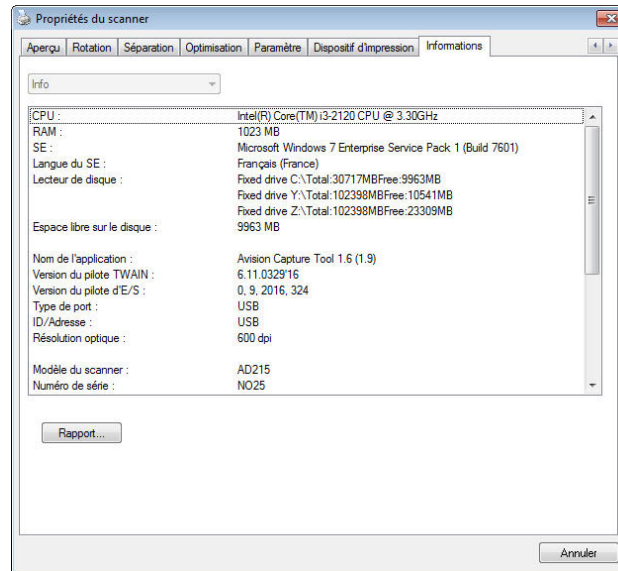 Propriétés du scanner
Aperçu Rotation Séparation Optimisation Paramètre Dispositif d'impression Informations
Info
CPU : Intel(R) Core(TM) i3-2120 CPU @ 3.30GHz
RAM : 1023 MB
SE : Microsoft Windows 7 Enterprise Service Pack 1 (Build 7601)
Langue du SE : Français (France)
Lecteur de disque : Fixed drive C:\Total:30717MBFree:9963MB
Fixed drive Y:\Total:102398MBFree:10541MB
Fixed drive Z:\Total:102398MBFree:23309MB
Espace libre sur le disque : 9963 MB
Nom de l'application : Avision Capture Tool 1.6 (1.9)
Version du pilote TWAIN : 6.11.0329'16
Version du pilote d'E/S : 0, 9, 2016, 324
Type de port : USB
ID/Adresse : USB
Résolution optique : 600 dpi
Modèle du scanner : AD215
Numéro de série : NO25
Rapport...
Annuler